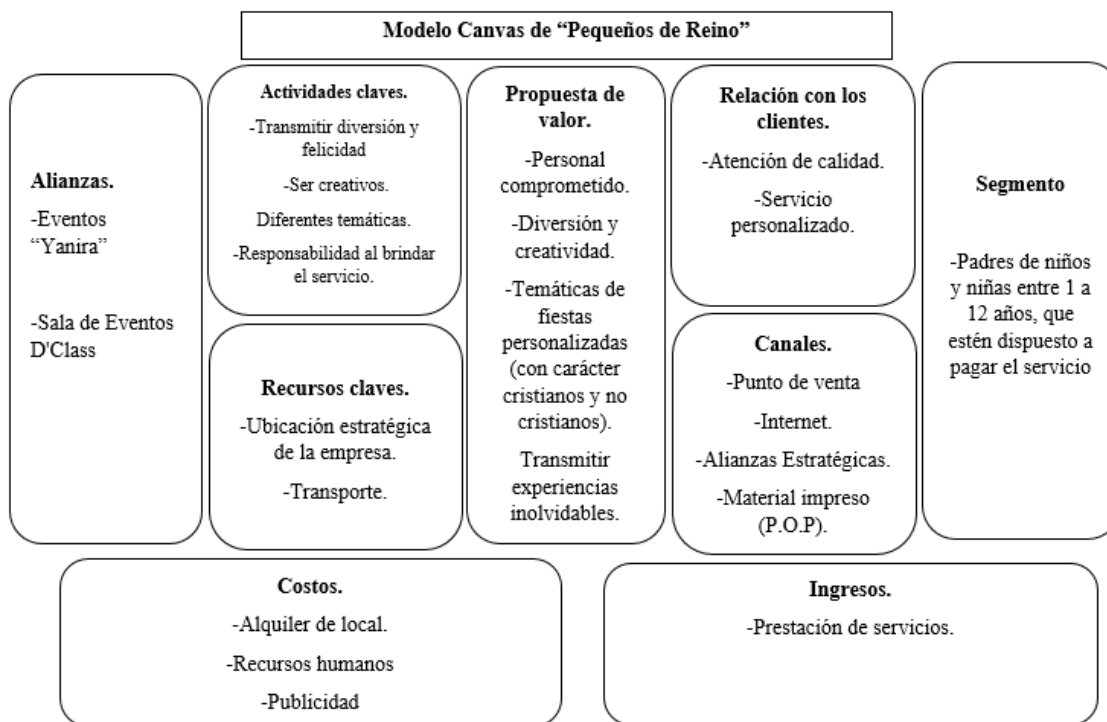 Modelo Canvas de “Pequeños de Reino”
Alianzas.
-Eventos
“Yanira”
-Sala de Eventos
D'Class
Actividades claves.
-Transmitir diversión y
felicidad
-Ser creativos.
Diferentes temáticas.
-Responsabilidad al brindar
el servicio.
Recursos claves.
-Ubicación estratégica
de la empresa.
-Transporte.
Propuesta de
valor.
-Personal
comprometido.
-Diversión y
creatividad.
-Temáticas de
fiestas
personalizadas
(con carácter
cristianos y no
cristianos).
Transmitir
experiencias
inolvidables.
Relación con los
clientes.
-Atención de calidad.
-Servicio
personalizado.
Canales.
-Punto de venta
-Internet.
-Alianzas Estratégicas.
-Material impreso
(P.O.P).
Segmento
-Padres de niños
y niñas entre 1 a
12 años, que
estén dispuesto a
pagar el servicio
Costos.
-Alquiler de local.
-Recursos humanos
-Publicidad
Ingresos.
-Prestación de servicios.